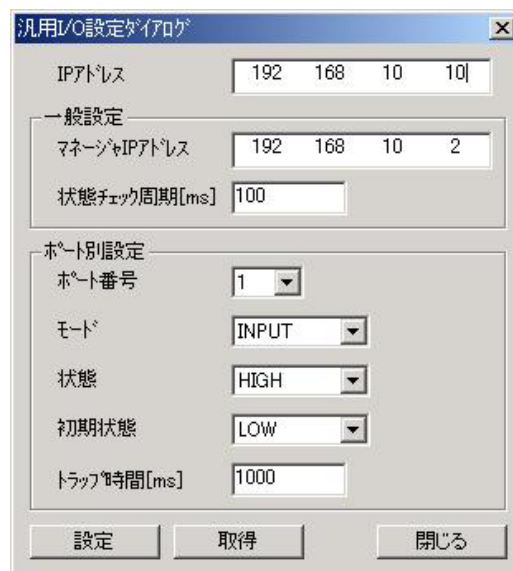 汎用I/O設定ﾀﾞｲｱﾛｸﾞ
IPｱﾄﾞﾚｽ 192 168 10 10
一般設定
ﾏﾈｰｼﾞｬIPｱﾄﾞﾚｽ 192 168 10 2
状態ﾁｪｯｸ周期[ms] 100
ﾎﾟｰﾄ別設定
ﾎﾟｰﾄ番号 1
ﾓｰﾄﾞ INPUT
状態 HIGH
初期状態 LOW
ﾄﾗｯﾌﾟ時間[ms] 1000
設定 取得 閉じる